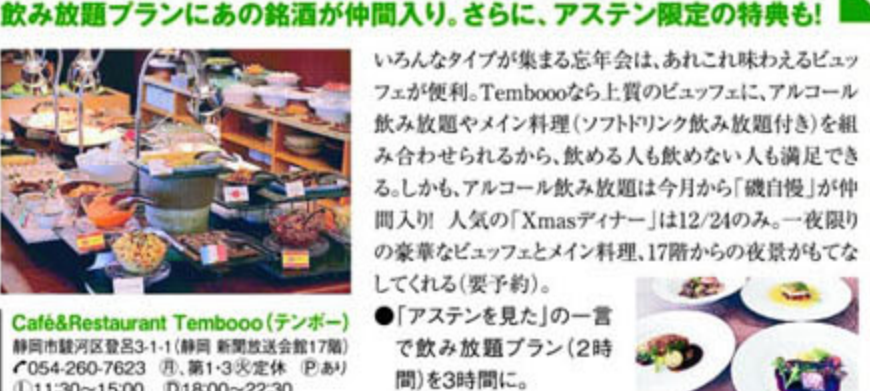 飲み放題プランにあの銘酒が仲間入り。さらに、アステン限定の特典も!
いろんなタイプが集まる忘年会は、あれこれ味わえるビュッ
フェが便利。Temboooなら上質のビュッフェに、アルコール
飲み放題やメイン料理(ソフトドリンク飲み放題付き)を組
み合わせられるから、飲める人も飲めない人も満足でき
る。しかも、アルコール飲み放題は今月から「磯自慢」が仲
間入り! 人気の「Xmasディナー」は12/24のみ。一夜限り
の豪華なビュッフェとメイン料理、17階からの夜景がもてな
してくれる(要予約)。
●「アステンを見た」の一言
で飲み放題プラン(2時
間)を3時間に。
Café&Restaurant Tembooo(テンボー)
静岡市駿河区登呂3-1-1(静岡 新聞放送会館17階)
054-260-7623 ㊊、第1・3㊋定休 Ⓟあり
Ⓛ11:30~15:00 Ⓓ18:00~22:30